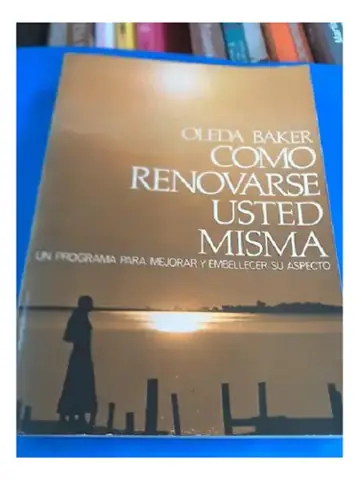 OLEDA BAKER
COMO
RENOVARSE
USTED
MISMA
UN PROGRAMA PARA MEJORAR Y EMBELLECER SU ASPECTO